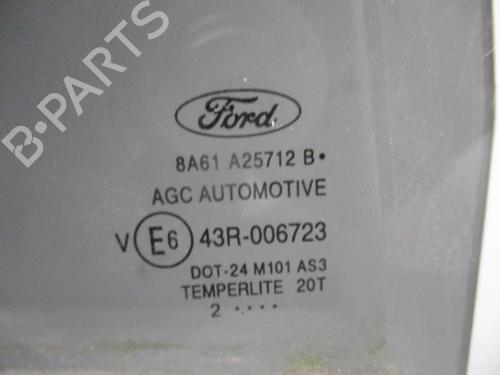 B-PARTS
Ford
8A61 A25712 B•
AGC AUTOMOTIVE
V E6 43R-006723
DOT-24 M101 AS3
TEMPERLITE 20T
2 ····